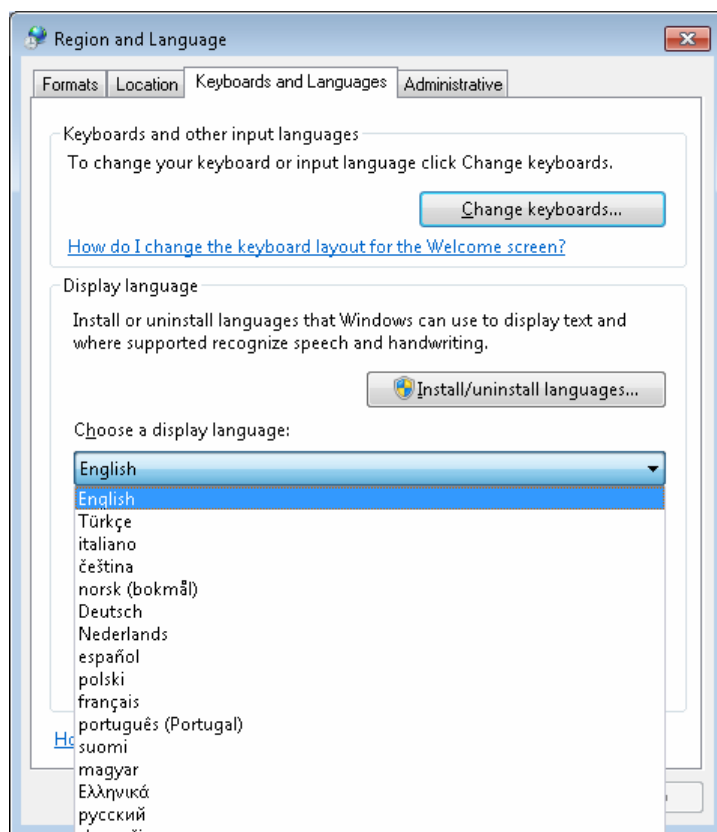 Region and Language
Formats Location Keyboards and Languages Administrative
Keyboards and other input languages
To change your keyboard or input language click Change keyboards.
Change keyboards...
How do I change the keyboard layout for the Welcome screen?
Display language
Install or uninstall languages that Windows can use to display text and
where supported recognize speech and handwriting.
Install/uninstall languages...
Choose a display language:
English
English
Türkçe
italiano
čeština
norsk (bokmål)
Deutsch
Nederlands
español
polski
français
português (Portugal)
suomi
magyar
Ελληνικά
русский